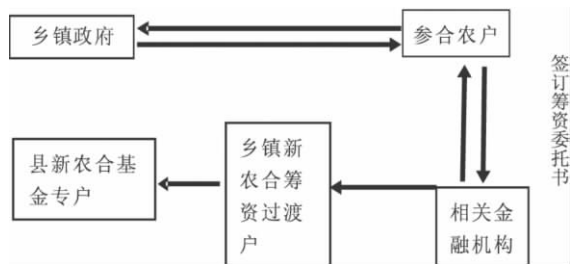 乡镇政府
参合农户
签订筹资委托书
县新农合基
金专户
乡镇新
农合筹
资过渡
户
相关金
融机构